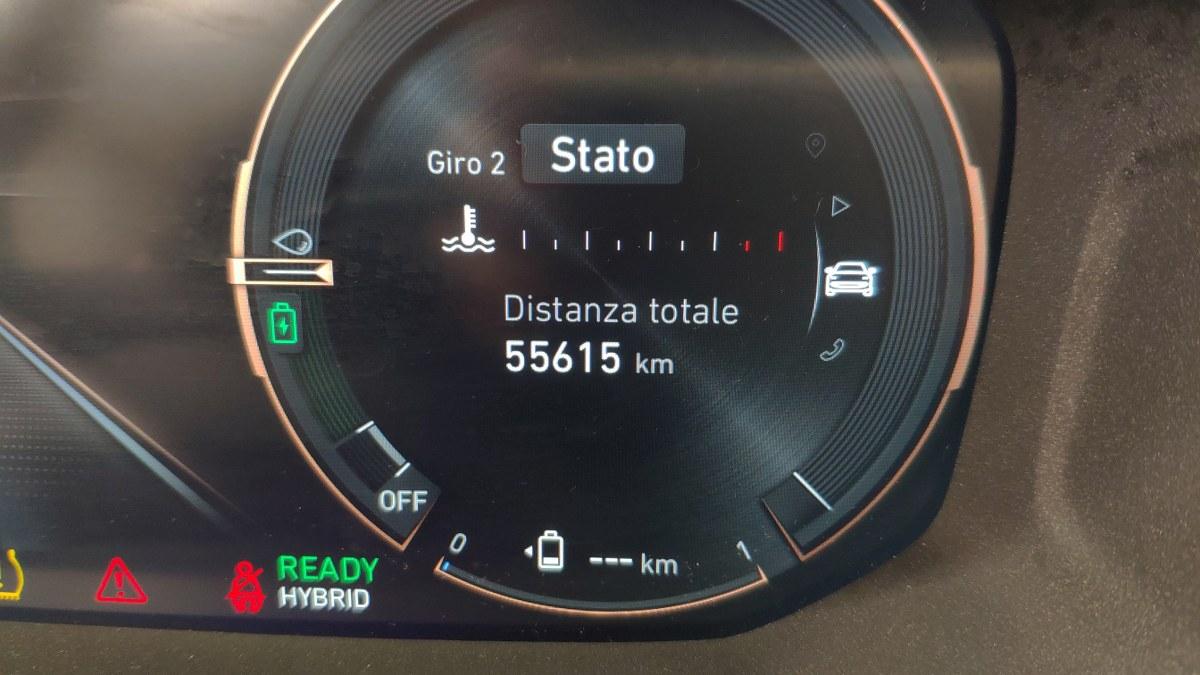 Giro 2 Stato
Distanza totale
55615 km
OFF
0 --- km 1
READY
HYBRID